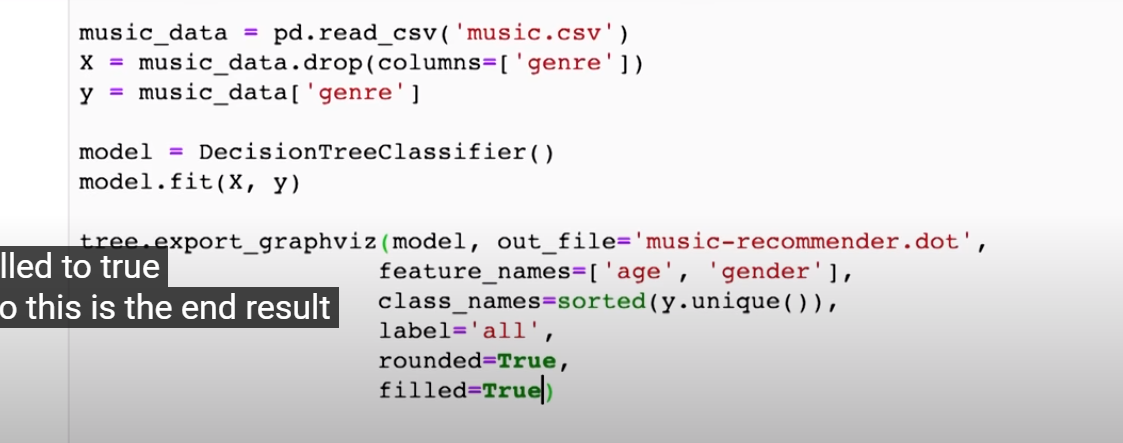 music_data = pd.read_csv('music.csv')
X = music_data.drop(columns=['genre'])
y = music_data['genre']
model = DecisionTreeClassifier()
model.fit(X, y)
tree.export_graphviz(model, out_file='music-recommender.dot',
feature_names=['age', 'gender'],
class_names=sorted(y.unique()),
label='all',
rounded=True,
filled=True)
lled to true
o this is the end result